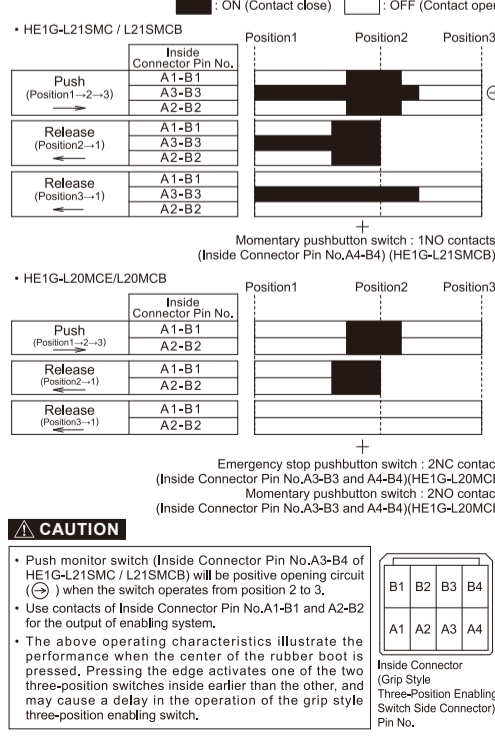 : ON (Contact close) : OFF (Contact oper
• HE1G-L21SMC / L21SMCB
Position1 Position2 Position3
Inside
Connector Pin No.
Push
(Position1→2→3)
A1-B1
A3-B3
A2-B2
Release
(Position2→1)
A1-B1
A3-B3
A2-B2
Release
(Position3→1)
A1-B1
A3-B3
A2-B2
+
Momentary pushbutton switch : 1NO contacts
(Inside Connector Pin No.A4-B4) (HE1G-L21SMCB)
• HE1G-L20MCE/L20MCB
Position1 Position2 Position3
Inside
Connector Pin No.
Push
(Position1→2→3)
A1-B1
A2-B2
Release
(Position2→1)
A1-B1
A2-B2
Release
(Position3→1)
A1-B1
A2-B2
+
Emergency stop pushbutton switch : 2NC contac
(Inside Connector Pin No.A3-B3 and A4-B4)(HE1G-L20MCE
Momentary pushbutton switch : 2NO contac
(Inside Connector Pin No.A3-B3 and A4-B4)(HE1G-L20MCE
CAUTION
• Push monitor switch (Inside Connector Pin No.A3-B4 of
HE1G-L21SMC / L21SMCB) will be positive opening circuit
(⊖) when the switch operates from position 2 to 3.
• Use contacts of Inside Connector Pin No.A1-B1 and A2-B2
for the output of enabling system.
• The above operating characteristics illustrate the
performance when the center of the rubber boot is
pressed. Pressing the edge activates one of the two
three-position switches inside earlier than the other, and
may cause a delay in the operation of the grip style
three-position enabling switch.
B1 B2 B3 B4
A1 A2 A3 A4
Inside Connector
(Grip Style
Three-Position Enabling
Switch Side Connector)
Pin No.